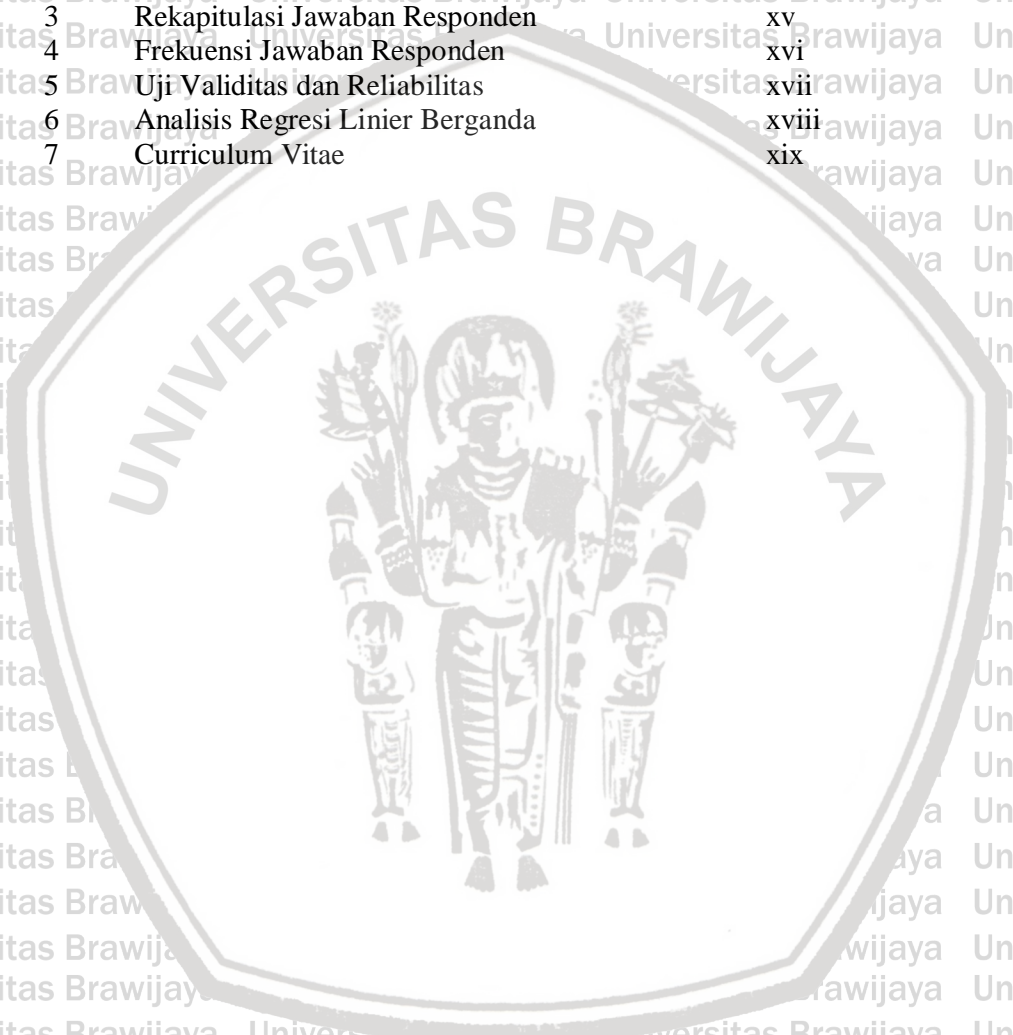 3 Rekapitulasi Jawaban Responden xv
4 Frekuensi Jawaban Responden xvi
5 Uji Validitas dan Reliabilitas xvii
6 Analisis Regresi Linier Berganda xviii
7 Curriculum Vitae xix
UNIVERSITAS BRAWIJAYA